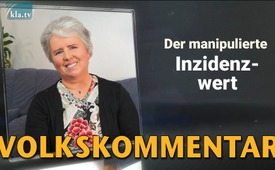 kla.tv
Der manipulierte
Inzidenz-
wert
VOLKSKOMMENTAR